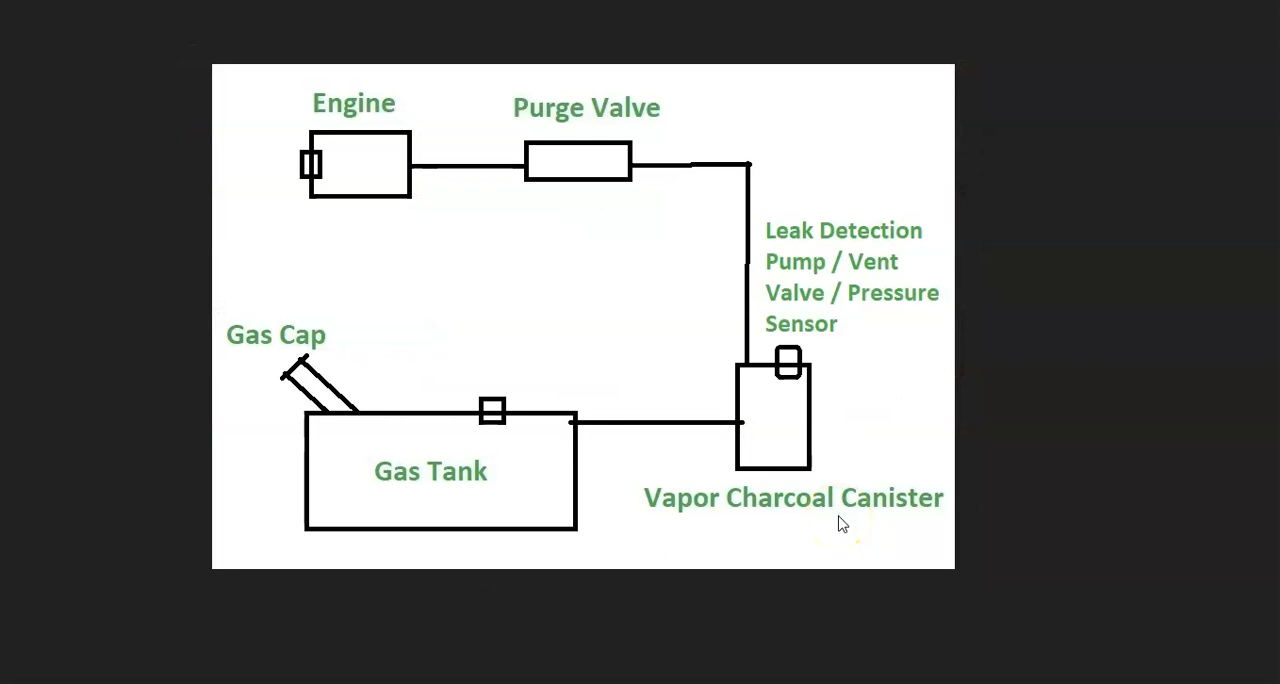 Engine
Purge Valve
Leak Detection
Pump / Vent
Valve / Pressure
Sensor
Gas Cap
Gas Tank
Vapor Charcoal Canister